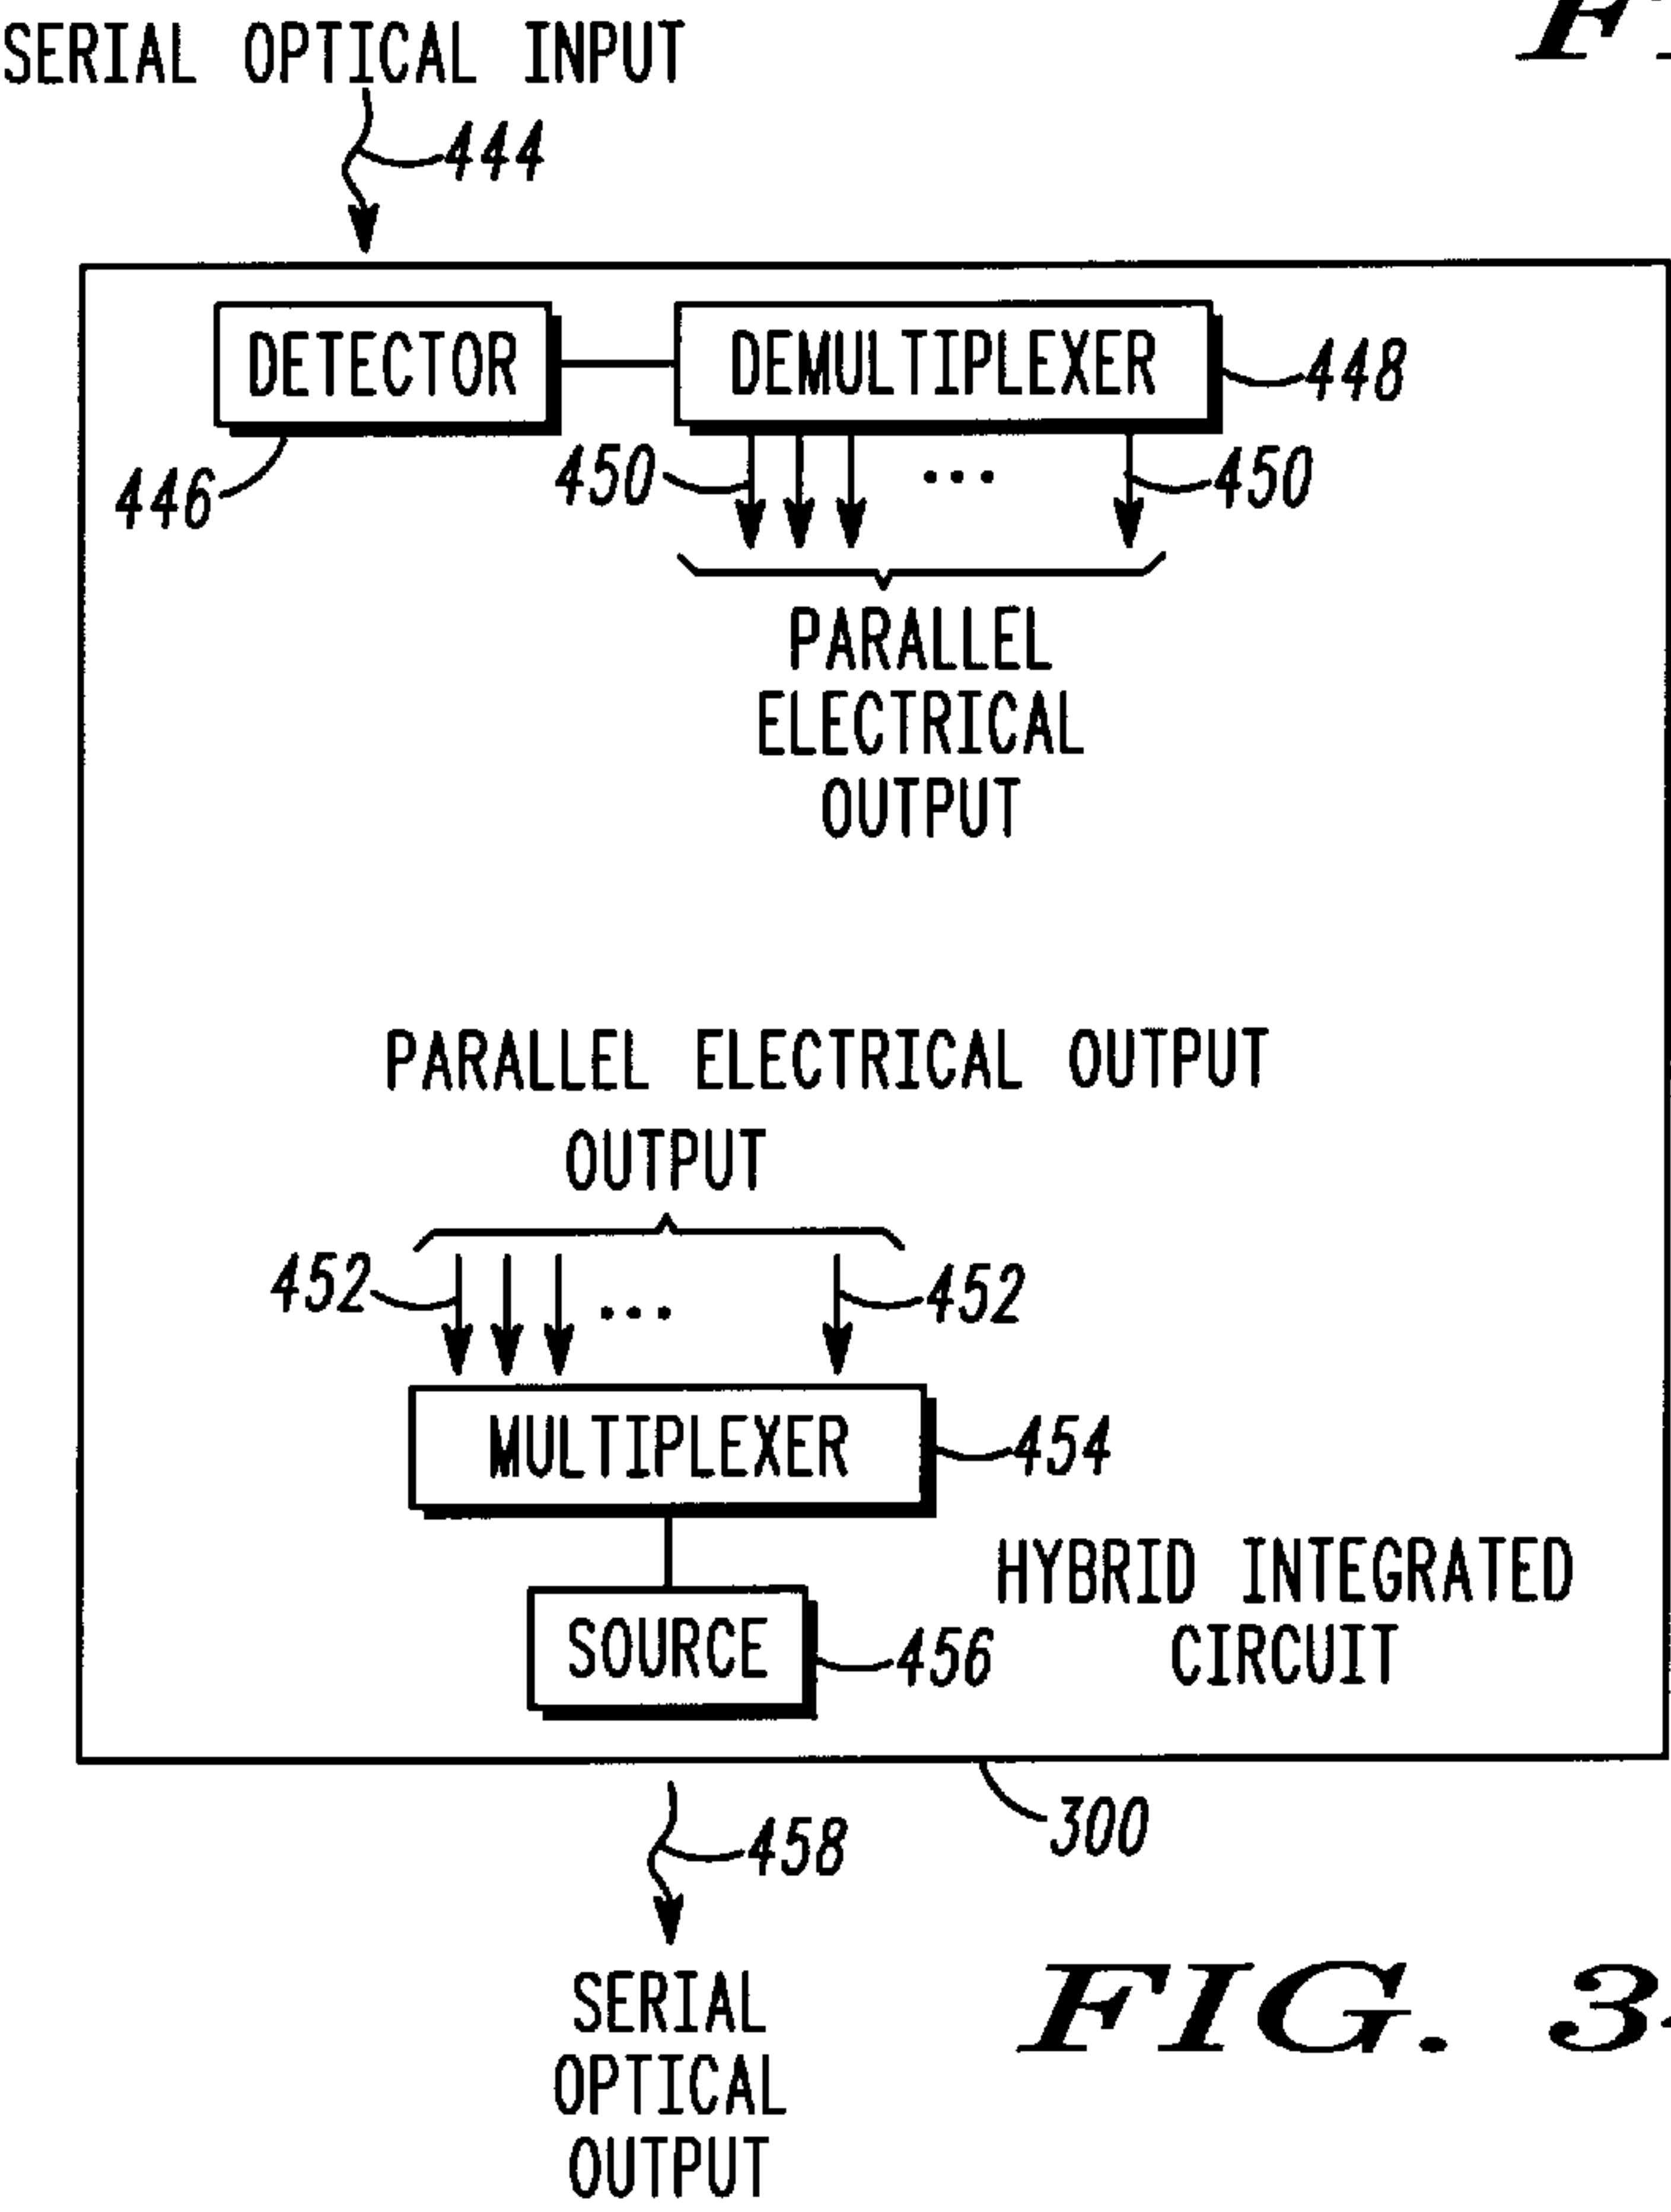 SERIAL OPTICAL INPUT
444
DETECTOR
DEMULTIPLEXER
448
446
450
...
450
PARALLEL
ELECTRICAL
OUTPUT
PARALLEL ELECTRICAL OUTPUT
OUTPUT
452
...
452
MULTIPLEXER
454
HYBRID INTEGRATED
CIRCUIT
SOURCE
456
300
458
SERIAL
OPTICAL
OUTPUT
FIG. 3